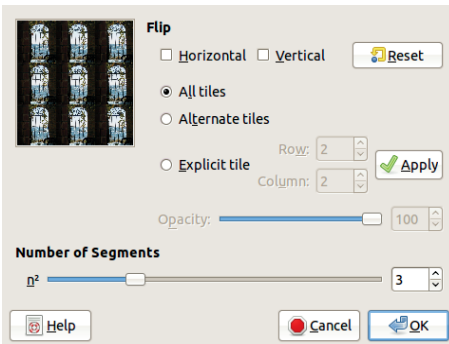 Flip
Horizontal Vertical Reset
All tiles
Alternate tiles
Row: 2
Explicit tile Apply
Column: 2
Opacity: 100
Number of Segments
n² 3
Help Cancel OK